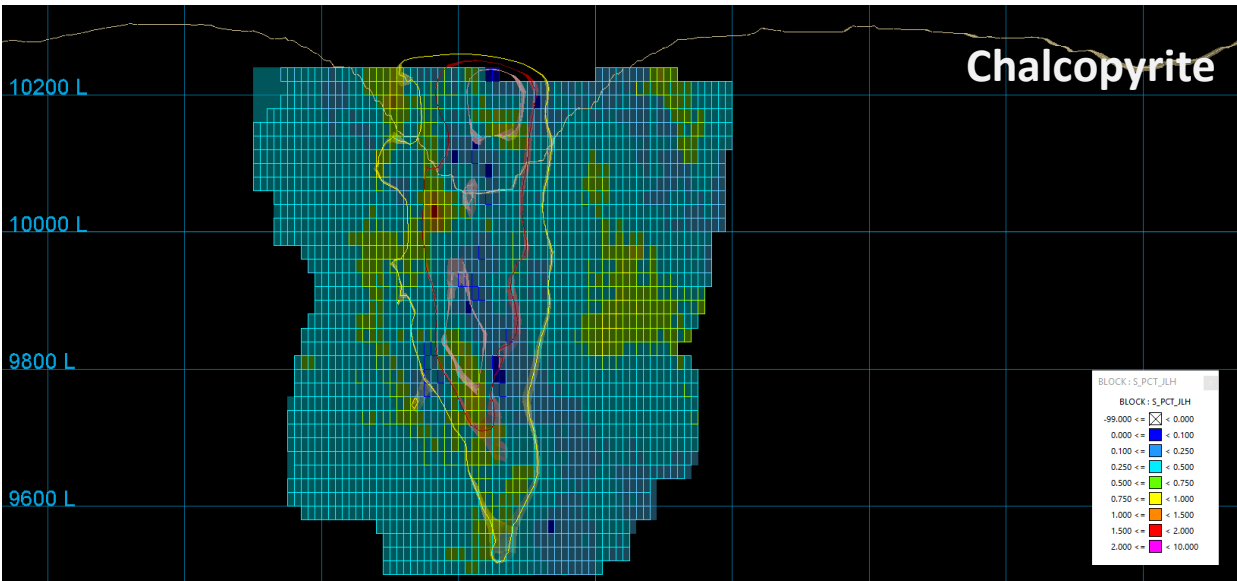 Chalcopyrite
10200 L
10000 L
9800 L
9600 L
BLOCK : S_PCT_JLH
BLOCK : S_PCT_JLH
-99.000 <= < 0.000
0.000 <= < 0.100
0.100 <= < 0.250
0.250 <= < 0.500
0.500 <= < 0.750
0.750 <= < 1.000
1.000 <= < 1.500
1.500 <= < 2.000
2.000 <= < 10.000